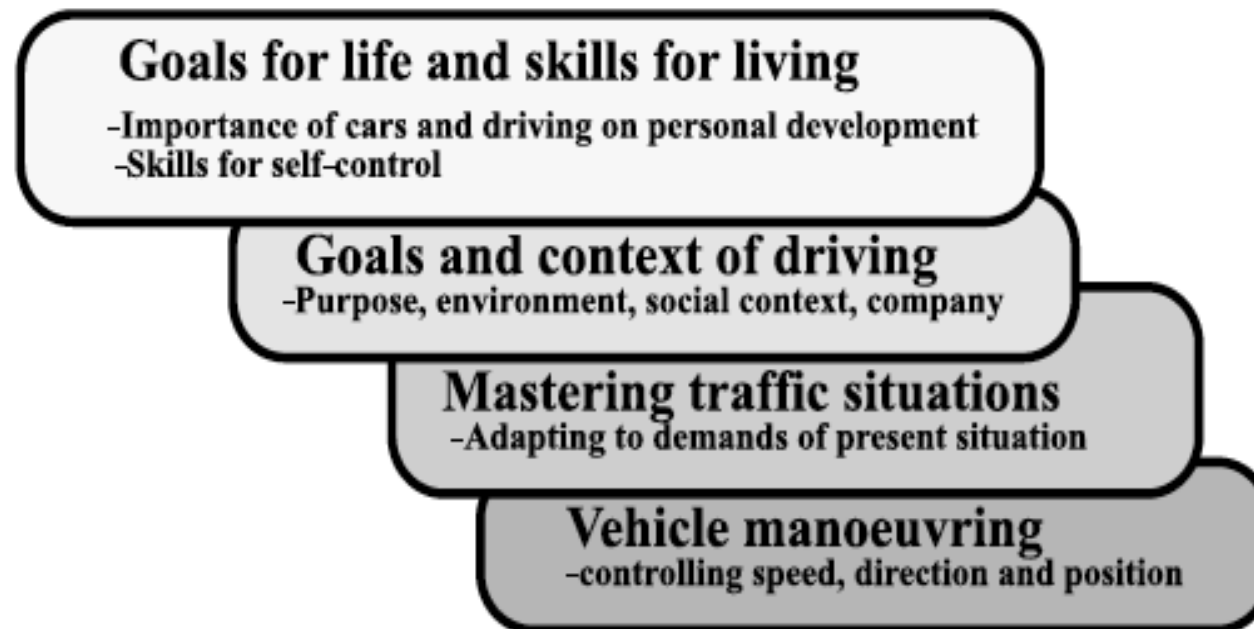 Goals for life and skills for living
-Importance of cars and driving on personal development
-Skills for self-control
Goals and context of driving
-Purpose, environment, social context, company
Mastering traffic situations
-Adapting to demands of present situation
Vehicle manoeuvring
-controlling speed, direction and position